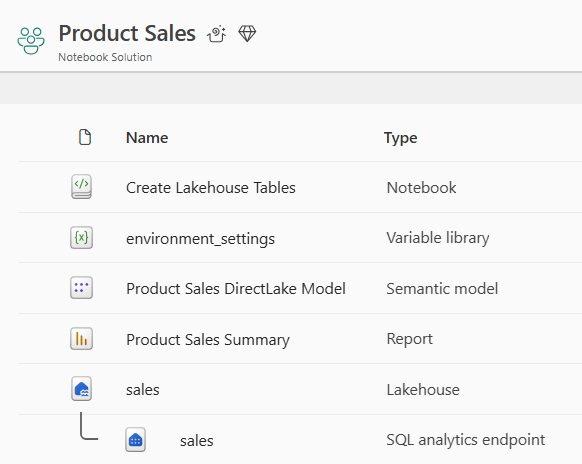 Product Sales
Notebook Solution
Name Type
Create Lakehouse Tables Notebook
environment_settings Variable library
Product Sales DirectLake Model Semantic model
Product Sales Summary Report
sales Lakehouse
sales SQL analytics endpoint